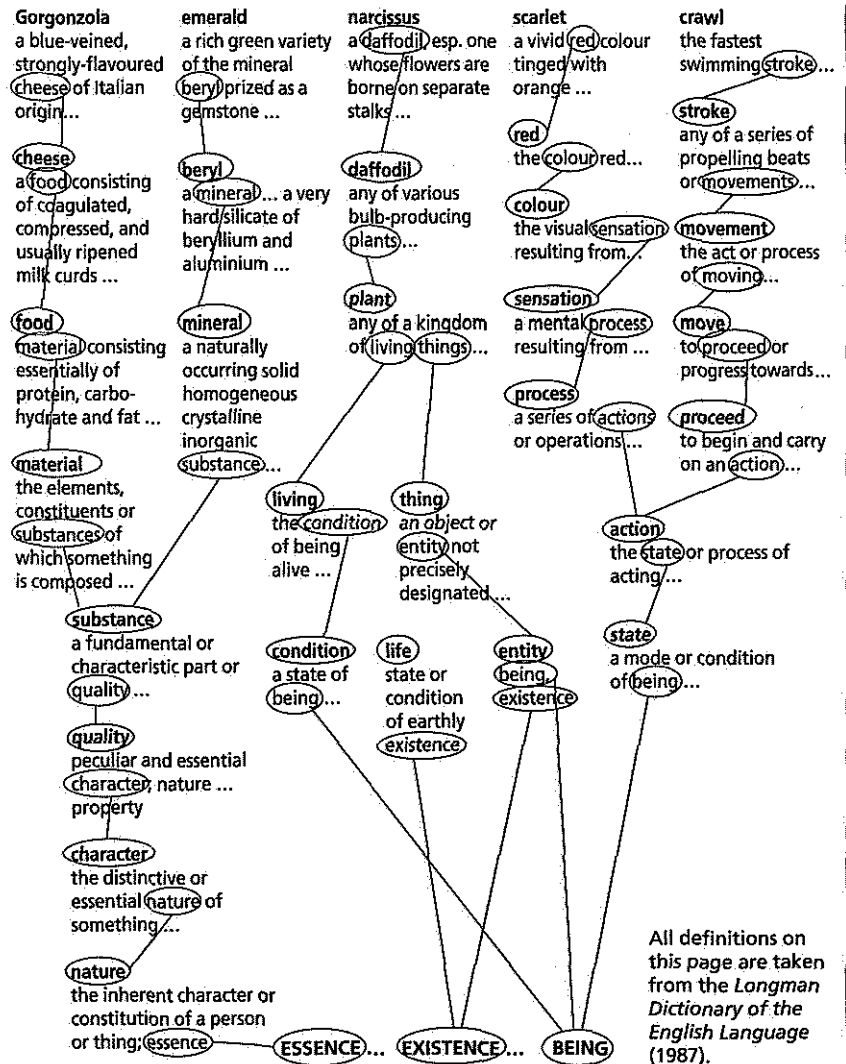 Gorgonzola
a blue-veined,
strongly-flavoured
cheese of Italian
origin...
cheese
a food consisting
of coagulated,
compressed, and
usually ripened
milk curds ...
food
material consisting
essentially of
protein, carbo-
hydrate and fat ...
material
the elements,
constituents or
substances of
which something
is composed ...
emerald
a rich green variety
of the mineral
beryl prized as a
gemstone ...
beryl
a mineral ... a very
hard silicate of
beryllium and
aluminium ...
mineral
a naturally
occurring solid
homogeneous
crystalline
inorganic
substance...
substance
a fundamental or
characteristic part or
quality ...
quality
peculiar and essential
character, nature ...
property
character
the distinctive or
essential nature of
something ...
nature
the inherent character or
constitution of a person
or thing; essence
narcissus
a daffodil, esp. one
whose flowers are
borne on separate
stalks ...
daffodil
any of various
bulb-producing
plants ...
plant
any of a kingdom
of living things ...
living
the condition
of being
alive ...
condition
a state of
being ...
thing
an object or
entity not
precisely
designated ...
life
state or
condition
of earthly
existence
entity
being,
existence
scarlet
a vivid red colour
tinged with
orange ...
red
the colour red...
colour
the visual sensation
resulting from...
sensation
a mental process
resulting from ...
process
a series of actions
or operations ...
crawl
the fastest
swimming stroke ...
stroke
any of a series of
propelling beats
or movements ...
movement
the act or process
of moving...
move
to proceed or
progress towards...
proceed
to begin and carry
on an action ...
action
the state or process of
acting ...
state
a mode or condition
of being ...
ESSENCE ... EXISTENCE ... BEING
All definitions on
this page are taken
from the Longman
Dictionary of the
English Language
(1987).